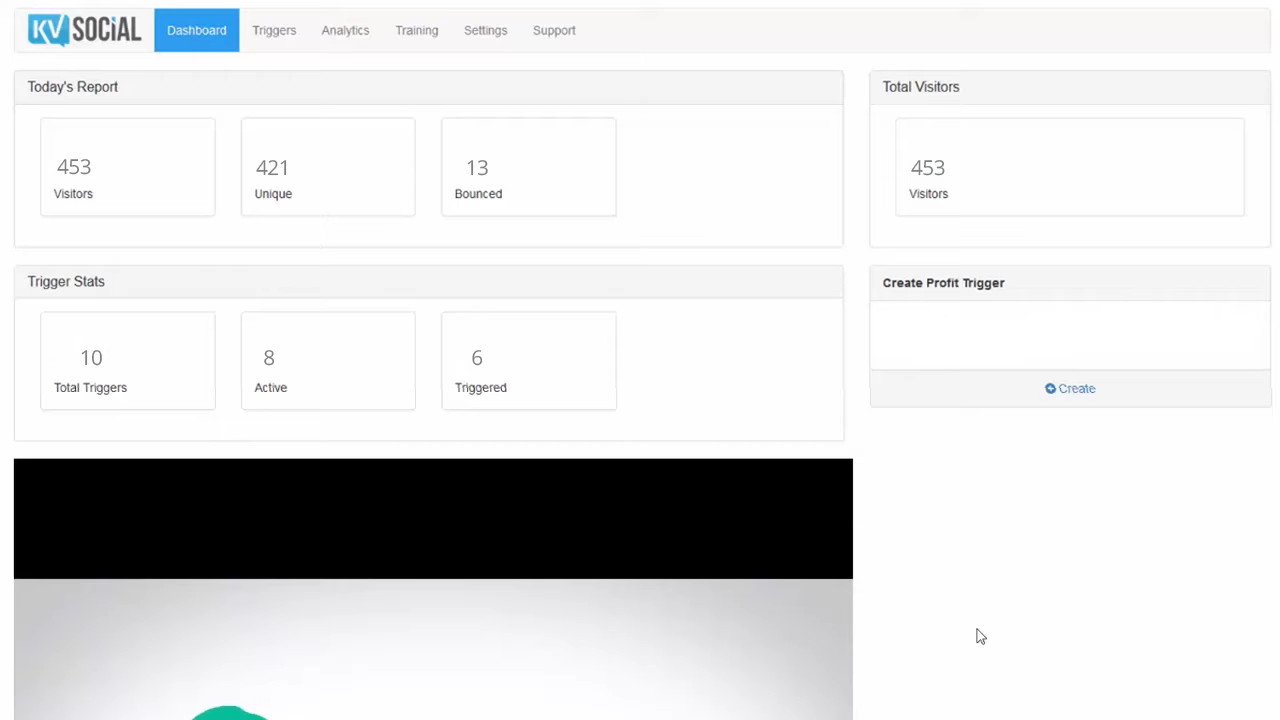 KV SOCIAL Dashboard Triggers Analytics Training Settings Support
Today's Report
453
Visitors
421
Unique
13
Bounced
Total Visitors
453
Visitors
Trigger Stats
10
Total Triggers
8
Active
6
Triggered
Create Profit Trigger
Create